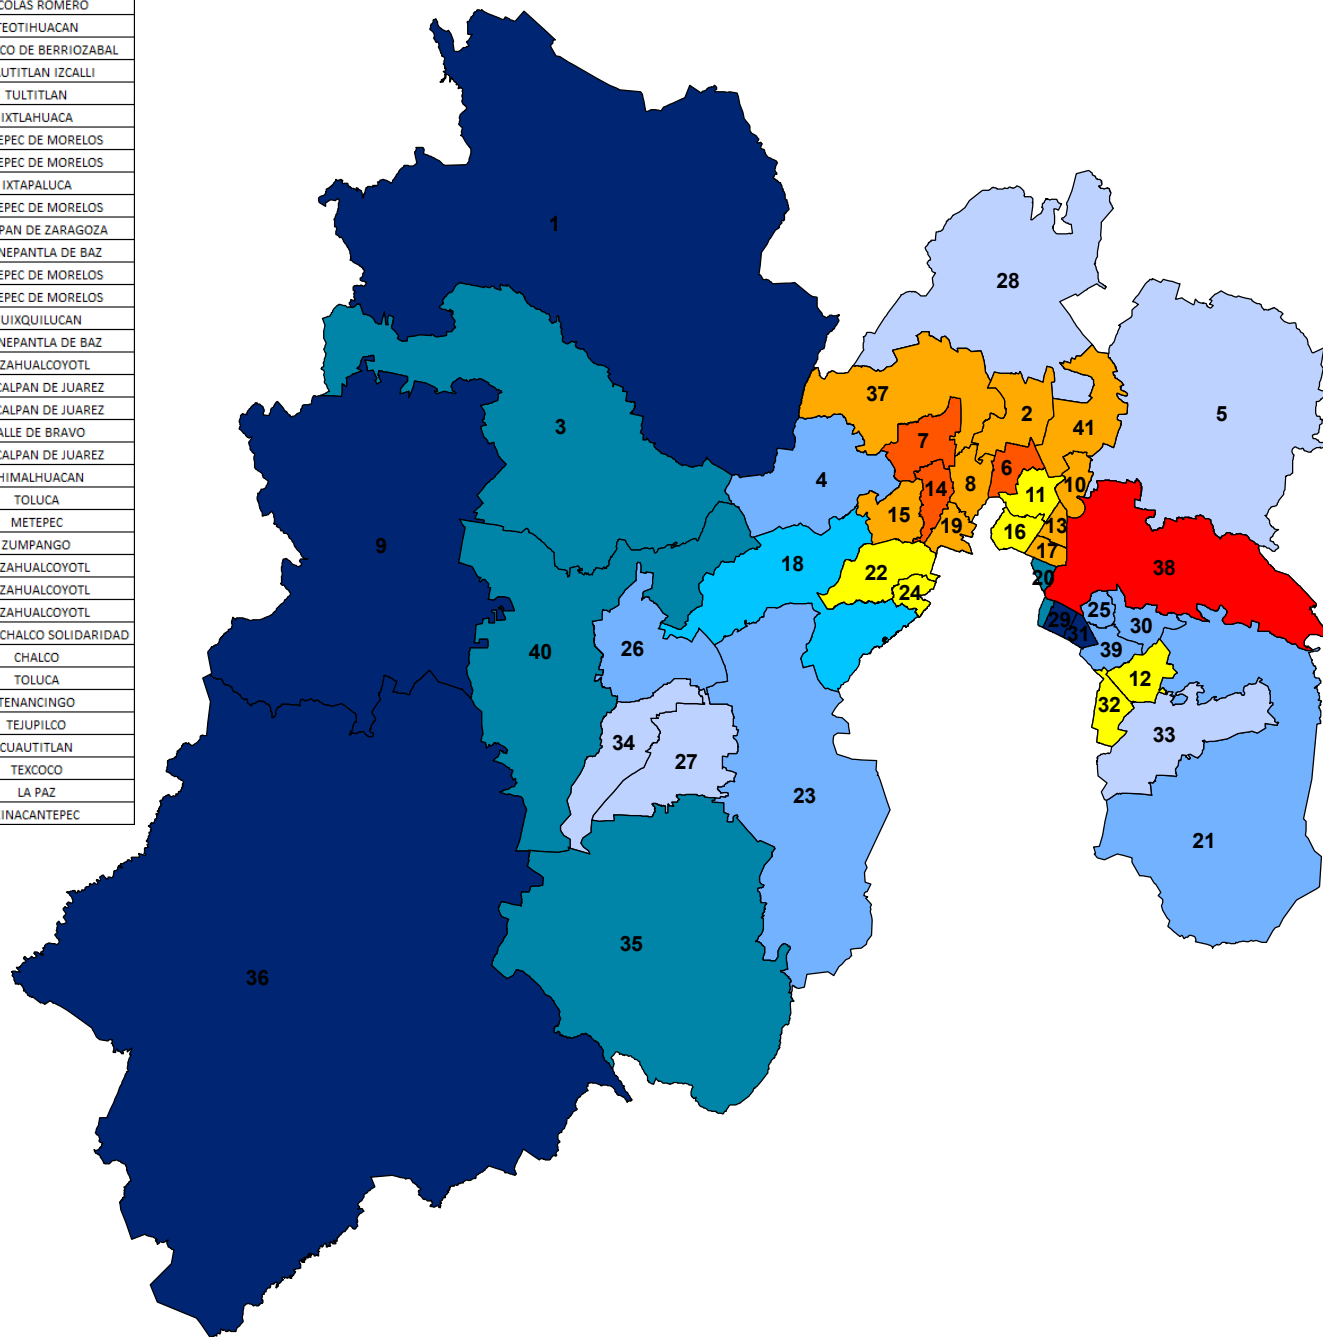 COLAS ROMERO
TEOTIHUACAN
CO DE BERRIOZABAL
UTITLAN IZCALLI
TULTITLAN
IXTLAHUACA
EPEC DE MORELOS
EPEC DE MORELOS
IXTAPALUCA
EPEC DE MORELOS
PAN DE ZARAGOZA
NEPANTLA DE BAZ
EPEC DE MORELOS
EPEC DE MORELOS
UIXQUILUCAN
NEPANTLA DE BAZ
ZAHUALCOYOTL
CALPAN DE JUAREZ
CALPAN DE JUAREZ
ALLE DE BRAVO
CALPAN DE JUAREZ
HIMALHUACAN
TOLUCA
METEPEC
ZUMPANGO
ZAHUALCOYOTL
ZAHUALCOYOTL
ZAHUALCOYOTL
CHALCO SOLIDARIDAD
CHALCO
TOLUCA
TENANCINGO
TEJUPILCO
CUAUTITLAN
TEXCOCO
LA PAZ
INACANTEPEC
1
28
37
2
5
3
41
7
6
4
8
10
14
11
15
19
13
16
9
17
18
38
22
20
24
25
29
30
31
26
40
39
12
32
34
33
27
23
21
35
36